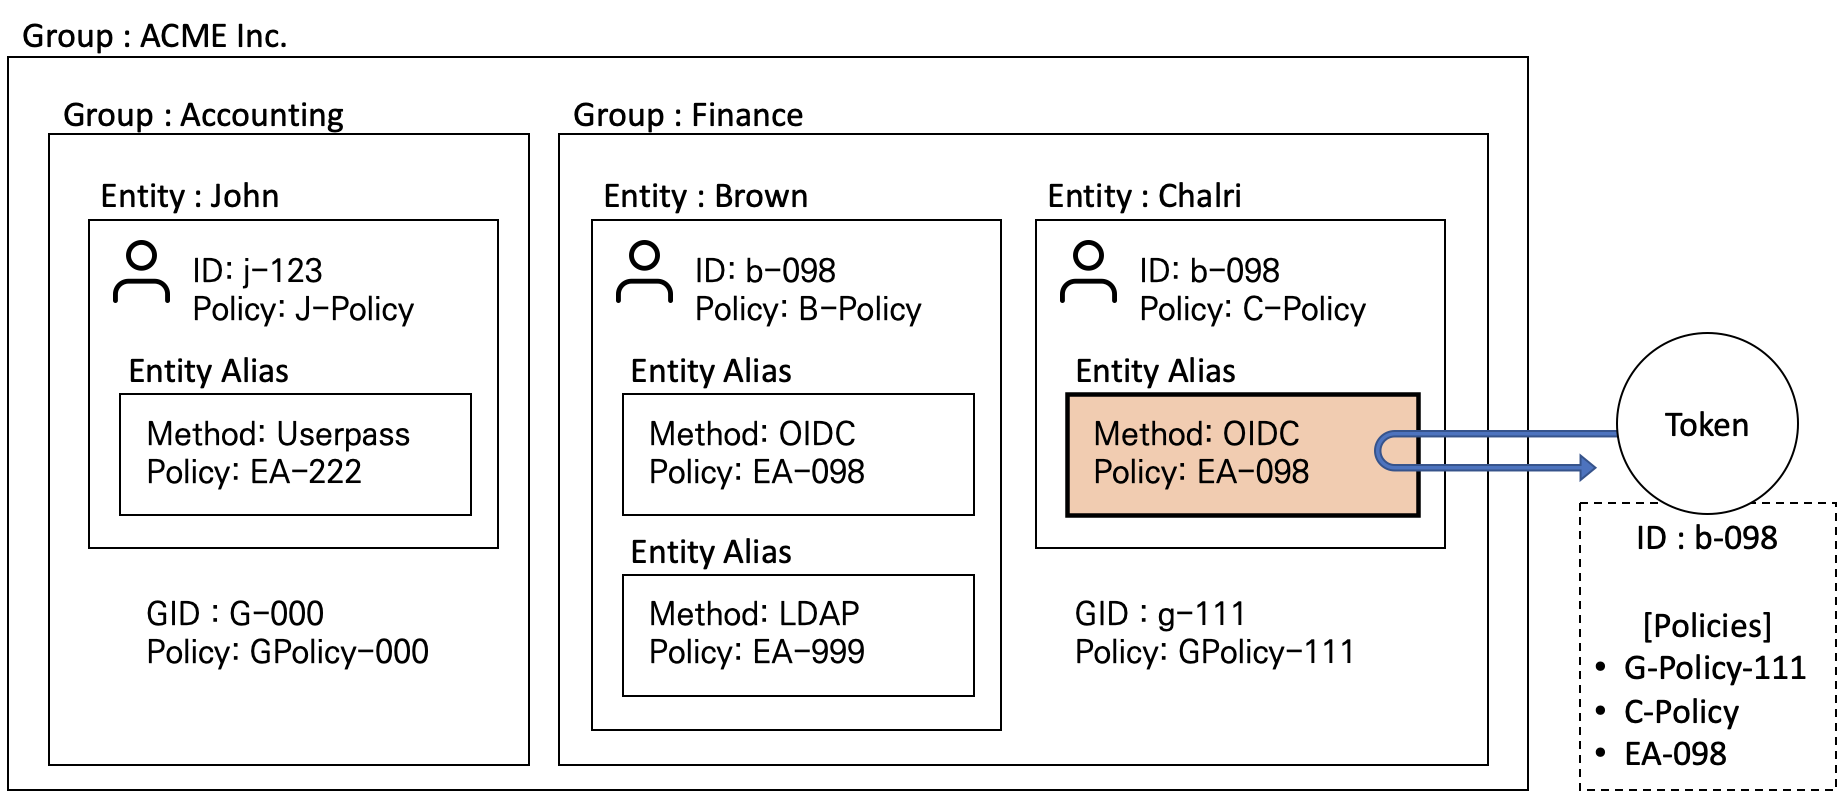 Group : ACME Inc.
Group : Accounting
Entity : John
ID: j-123
Policy: J-Policy
Entity Alias
Method: Userpass
Policy: EA-222
GID : G-000
Policy: GPolicy-000
Group : Finance
Entity : Brown
ID: b-098
Policy: B-Policy
Entity Alias
Method: OIDC
Policy: EA-098
Entity Alias
Method: LDAP
Policy: EA-999
Entity : Chalri
ID: b-098
Policy: C-Policy
Entity Alias
Method: OIDC
Policy: EA-098
GID : g-111
Policy: GPolicy-111
Token
ID : b-098
[Policies]
• G-Policy-111
• C-Policy
• EA-098